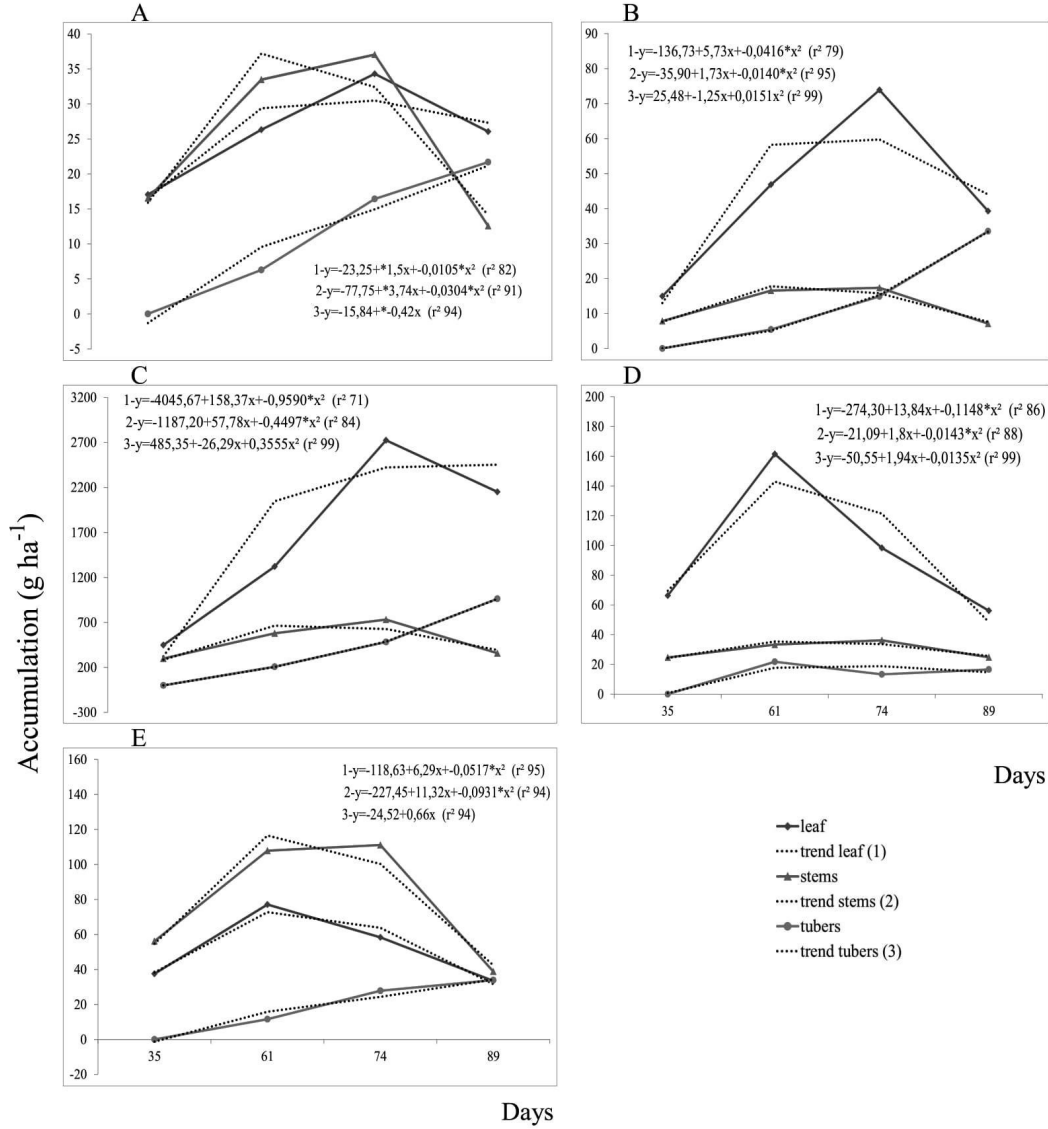 A
40
35
30
25
20
15
10
5
0
-5
1-y=-23,25+*1,5x+-0,0105*x² (r² 82)
2-y=-77,75+*3,74x+-0,0304*x² (r² 91)
3-y=-15,84+*-0,42x (r² 94)
B
90
80
70
60
50
40
30
20
10
0
1-y=-136,73+5,73x+-0,0416*x² (r² 79)
2-y=-35,90+1,73x+-0,0140*x² (r² 95)
3-y=25,48+-1,25x+0,0151x² (r² 99)
C
3200
2700
2200
1700
1200
700
200
-300
1-y=-4045,67+158,37x+-0,9590*x² (r² 71)
2-y=-1187,20+57,78x+-0,4497*x² (r² 84)
3-y=485,35+-26,29x+0,3555x² (r² 99)
D
200
180
160
140
120
100
80
60
40
20
0
1-y=-274,30+13,84x+-0,1148*x² (r² 86)
2-y=-21,09+1,8x+-0,0143*x² (r² 88)
3-y=-50,55+1,94x+-0,0135x² (r² 99)
35 61 74 89
Accumulation (g ha⁻¹)
E
160
140
120
100
80
60
40
20
0
-20
1-y=-118,63+6,29x+-0,0517*x² (r² 95)
2-y=-227,45+11,32x+-0,0931*x² (r² 94)
3-y=-24,52+0,66x (r² 94)
35 61 74 89
Days
leaf
trend leaf (1)
stems
trend stems (2)
tubers
trend tubers (3)
Days